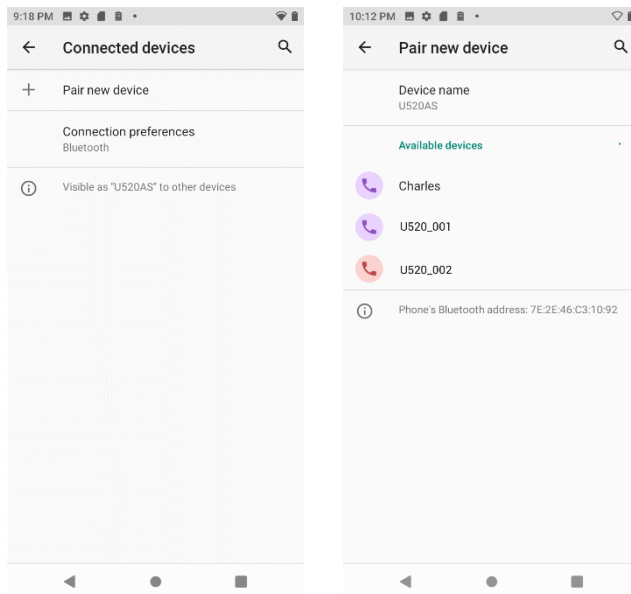 9:18 PM
Connected devices
Pair new device
Connection preferences
Bluetooth
Visible as "U520AS" to other devices
10:12 PM
Pair new device
Device name
U520AS
Available devices
Charles
U520_001
U520_002
Phone's Bluetooth address: 7E:2E:46:C3:10:92